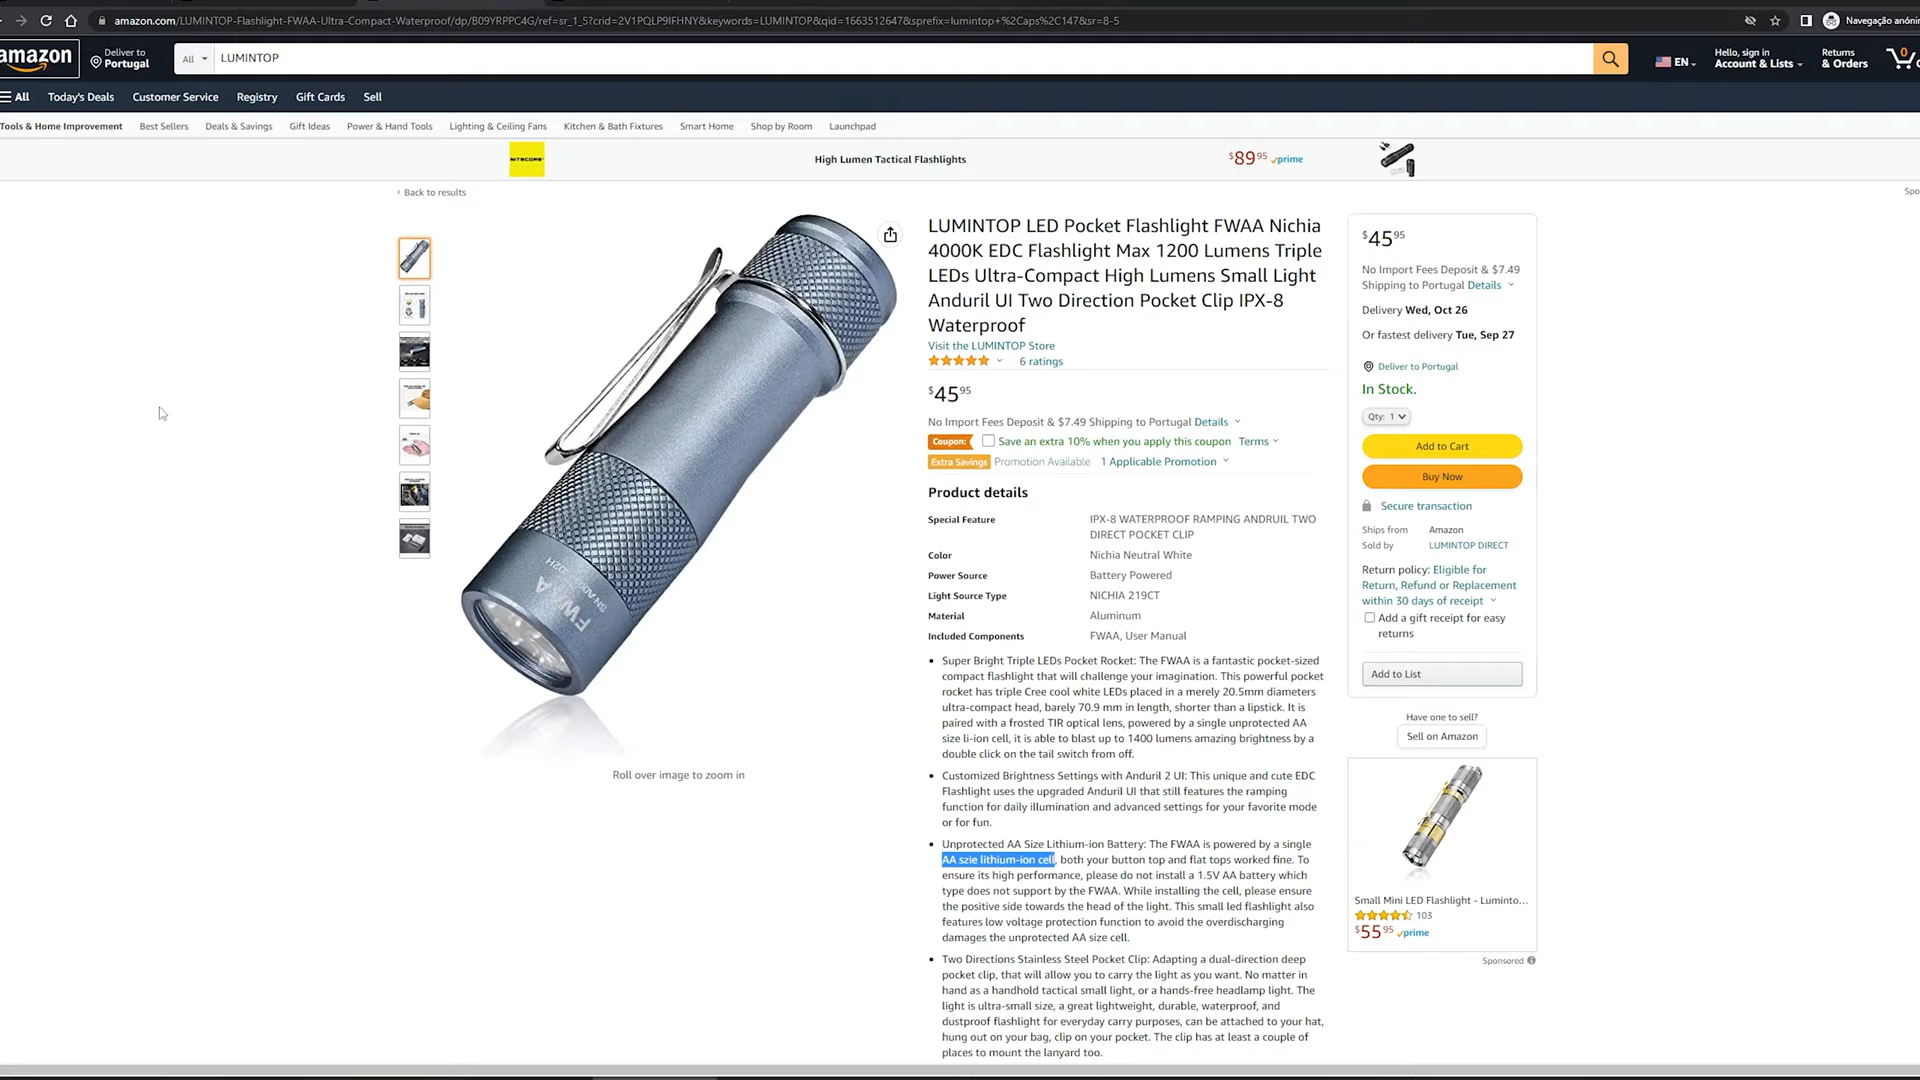 amazon.com/LUMINTOP-Flashlight-FWAA-Ultra-Compact-Waterproof/dp/B09YRPPC4G/ref=sr_1_5?crid=2V1PQLP9IFHNY&keywords=LUMINTOP&qid=1663512647&sprefix=lumintop+%2Caps%2C147&sr=8-5
Navegação anóni
amazon
Deliver to
Portugal
All
LUMINTOP
EN
Hello, sign in
Account & Lists
Returns
& Orders
0
All
Today's Deals
Customer Service
Registry
Gift Cards
Sell
Tools & Home Improvement
Best Sellers
Deals & Savings
Gift Ideas
Power & Hand Tools
Lighting & Ceiling Fans
Kitchen & Bath Fixtures
Smart Home
Shop by Room
Launchpad
NITECORE
High Lumen Tactical Flashlights
$89 95 prime
‹ Back to results
Spo
FWAA
LUMINTOP LED Pocket Flashlight FWAA Nichia
4000K EDC Flashlight Max 1200 Lumens Triple
LEDs Ultra-Compact High Lumens Small Light
Anduril UI Two Direction Pocket Clip IPX-8
Waterproof
Visit the LUMINTOP Store
6 ratings
$45 95
No Import Fees Deposit & $7.49 Shipping to Portugal Details
Coupon: Save an extra 10% when you apply this coupon Terms
Extra Savings Promotion Available 1 Applicable Promotion
Product details
Special Feature IPX-8 WATERPROOF RAMPING ANDRUIL TWO
DIRECT POCKET CLIP
Color Nichia Neutral White
Power Source Battery Powered
Light Source Type NICHIA 219CT
Material Aluminum
Included Components FWAA, User Manual
• Super Bright Triple LEDs Pocket Rocket: The FWAA is a fantastic pocket-sized
compact flashlight that will challenge your imagination. This powerful pocket
rocket has triple Cree cool white LEDs placed in a merely 20.5mm diameters
ultra-compact head, barely 70.9 mm in length, shorter than a lipstick. It is
paired with a frosted TIR optical lens, powered by a single unprotected AA
size li-ion cell, it is able to blast up to 1400 lumens amazing brightness by a
double click on the tail switch from off.
• Customized Brightness Settings with Anduril 2 UI: This unique and cute EDC
Flashlight uses the upgraded Anduril UI that still features the ramping
function for daily illumination and advanced settings for your favorite mode
or for fun.
• Unprotected AA Size Lithium-ion Battery: The FWAA is powered by a single
AA szie lithium-ion cell, both your button top and flat tops worked fine. To
ensure its high performance, please do not install a 1.5V AA battery which
type does not support by the FWAA. While installing the cell, please ensure
the positive side towards the head of the light. This small led flashlight also
features low voltage protection function to avoid the overdischarging
damages the unprotected AA size cell.
• Two Directions Stainless Steel Pocket Clip: Adapting a dual-direction deep
pocket clip, that will allow you to carry the light as you want. No matter in
hand as a handhold tactical small light, or a hands-free headlamp light. The
light is ultra-small size, a great lightweight, durable, waterproof, and
dustproof flashlight for everyday carry purposes, can be attached to your hat,
hung out on your bag, clip on your pocket. The clip has at least a couple of
places to mount the lanyard too.
Roll over image to zoom in
$45 95
No Import Fees Deposit & $7.49
Shipping to Portugal Details
Delivery Wed, Oct 26
Or fastest delivery Tue, Sep 27
Deliver to Portugal
In Stock.
Qty: 1
Add to Cart
Buy Now
Secure transaction
Ships from Amazon
Sold by LUMINTOP DIRECT
Return policy: Eligible for
Return, Refund or Replacement
within 30 days of receipt
Add a gift receipt for easy
returns
Add to List
Have one to sell?
Sell on Amazon
Small Mini LED Flashlight - Luminto...
103
$55 95 prime
Sponsored